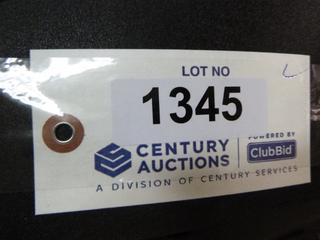 LOT NO
1345
CENTURY
AUCTIONS
POWERED BY
ClubBid
A DIVISION OF CENTURY SERVICES